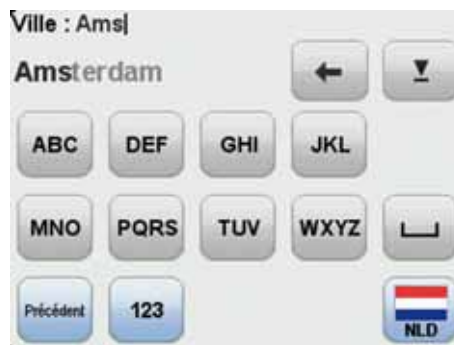 Ville : Ams
Amsterdam
ABC DEF GHI JKL
MNO PQRS TUV WXYZ
Précédent 123 NLD